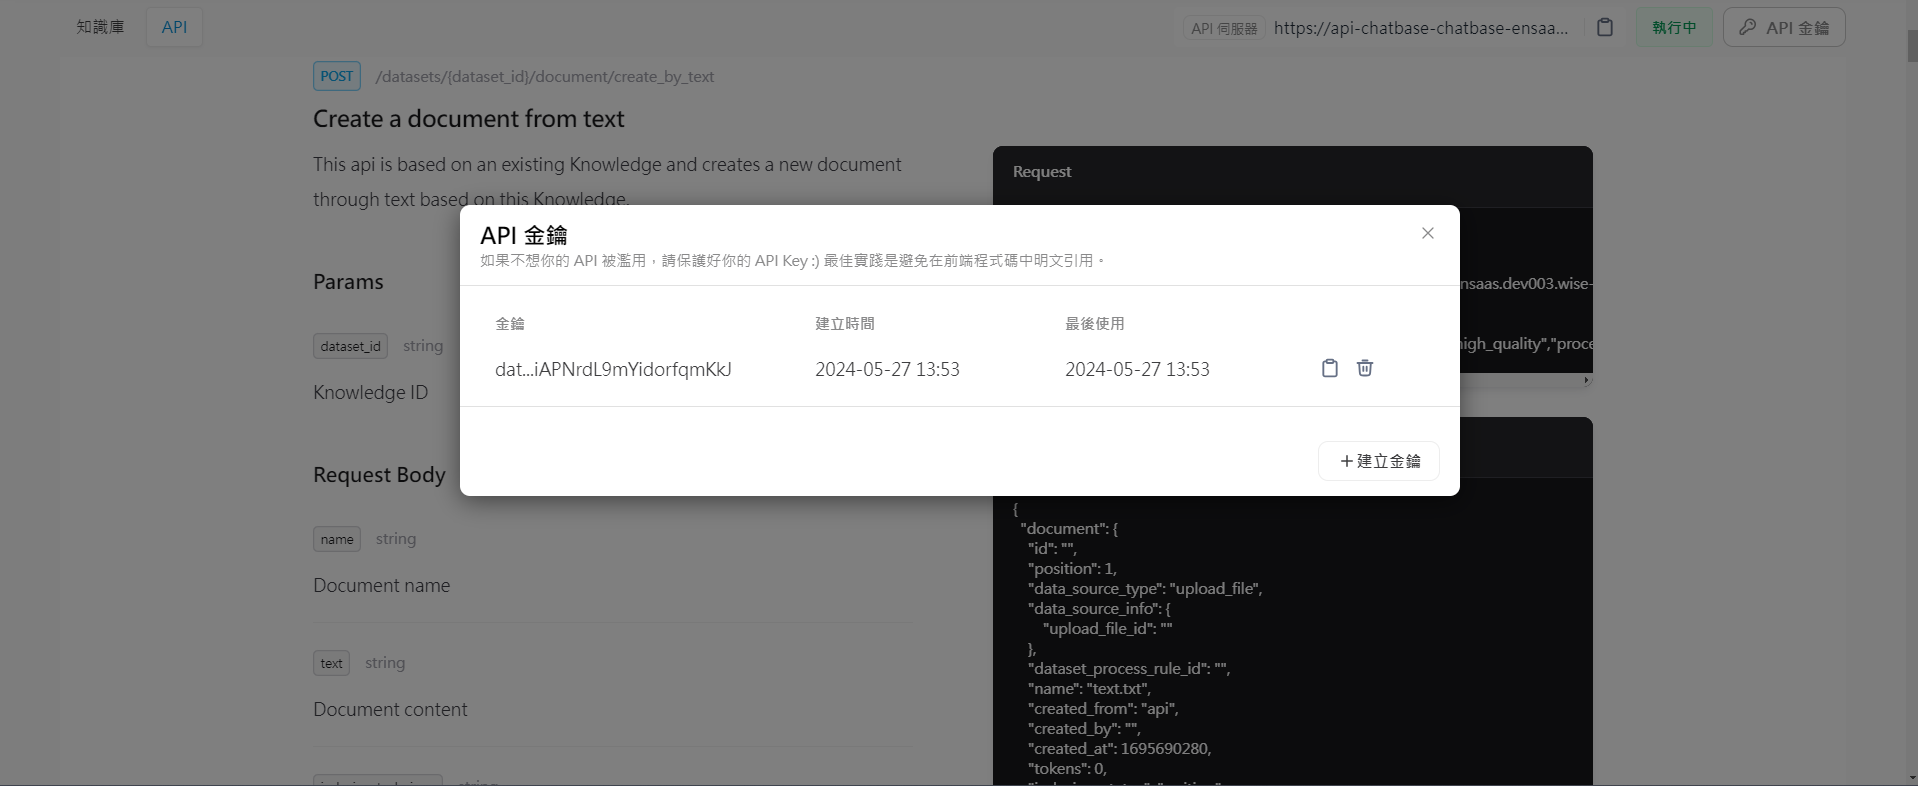 知識庫
API
API 伺服器
https://api-chatbase-chatbase-ensaa...
執行中
API 金鑰
POST
/datasets/{dataset_id}/document/create_by_text
Create a document from text
This api is based on an existing Knowledge and creates a new document
through text based on this Knowledge.
Params
dataset_id string
Knowledge ID
Request Body
name string
Document name
text string
Document content
string
API 金鑰
如果不想你的 API 被濫用，請保護好你的 API Key :) 最佳實踐是避免在前端程式碼中明文引用。
金鑰 建立時間 最後使用
dat...iAPNrdL9mYidorfqmKkJ 2024-05-27 13:53 2024-05-27 13:53
+建立金鑰
Request
nsaas.dev003.wise-
high_quality","proce
{
"document": {
"id": "",
"position": 1,
"data_source_type": "upload_file",
"data_source_info": {
"upload_file_id": ""
},
"dataset_process_rule_id": "",
"name": "text.txt",
"created_from": "api",
"created_by": "",
"created_at": 1695690280,
"tokens": 0,